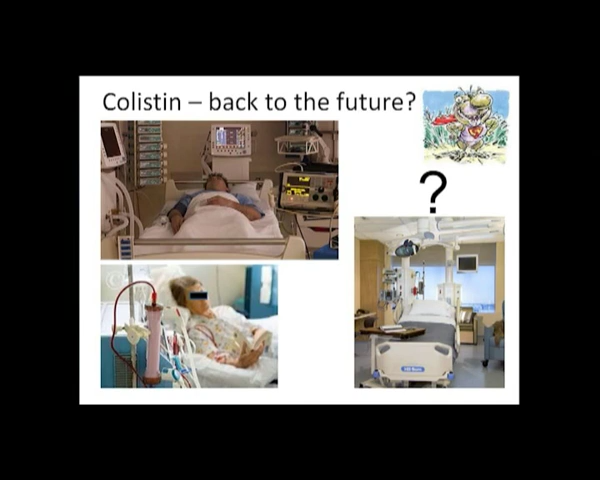 Colistin – back to the future?
?